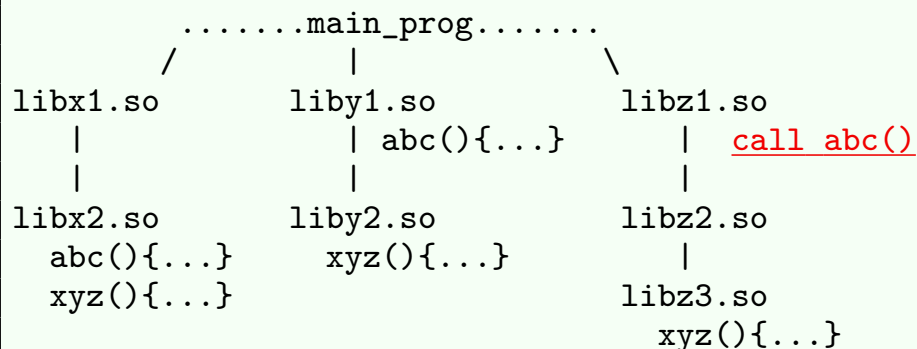 .......main_prog.......
/ | \
libx1.so liby1.so libz1.so
| | abc(){...} | call abc()
| | |
libx2.so liby2.so libz2.so
abc(){...} xyz(){...} |
xyz(){...} libz3.so
xyz(){...}